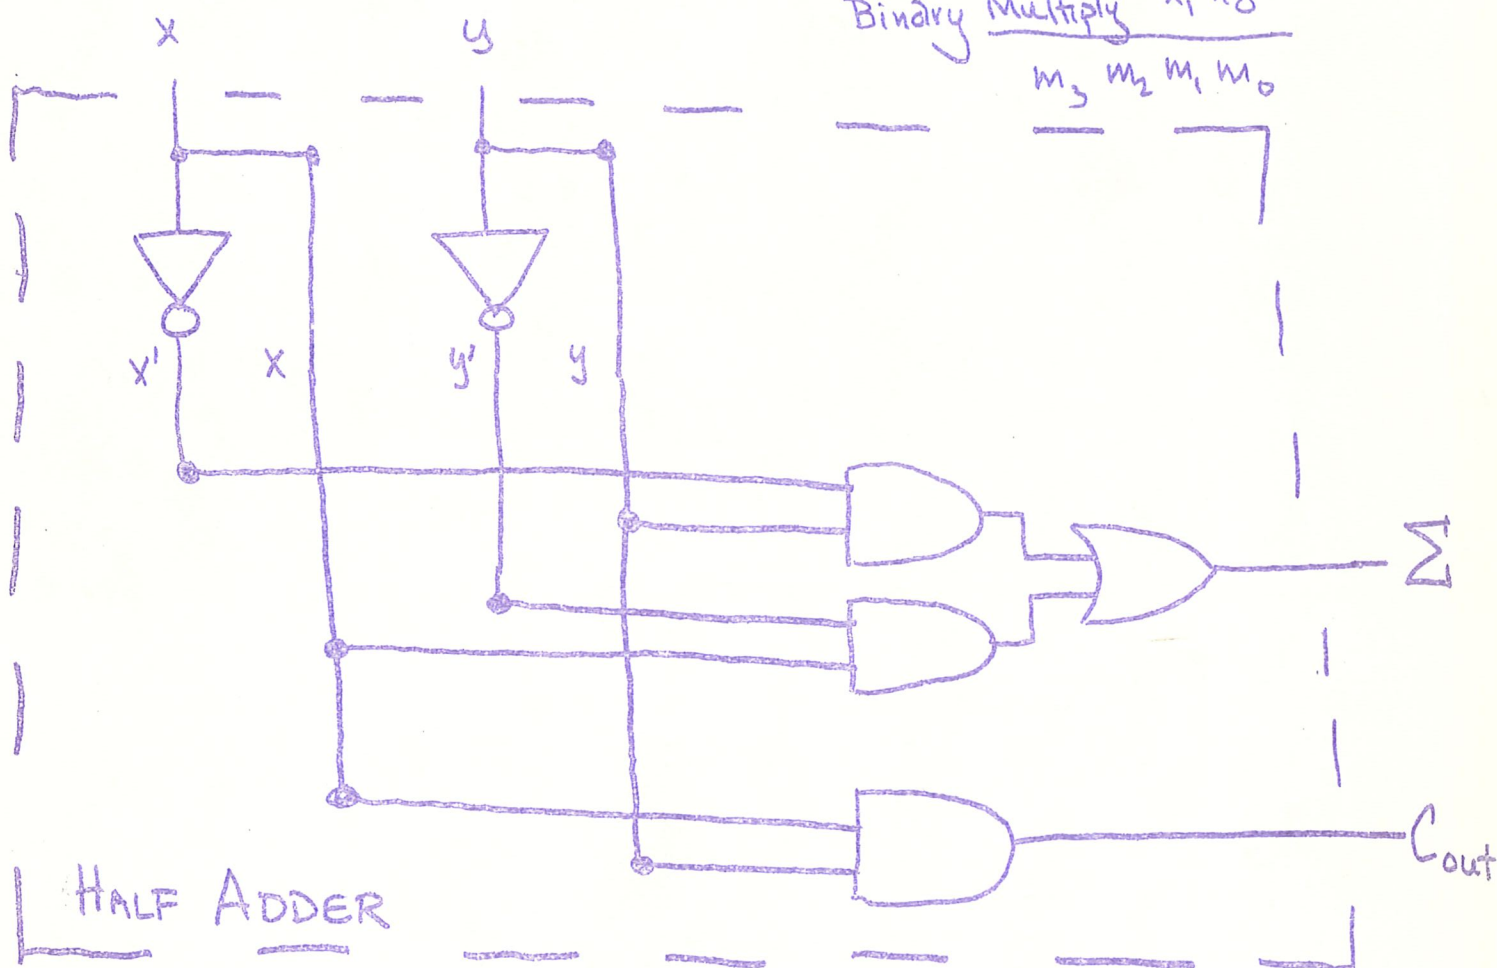 Binary Multiply
m₃ m₂ m₁ m₀
x y
x' x y' y
Σ
Cout
HALF ADDER